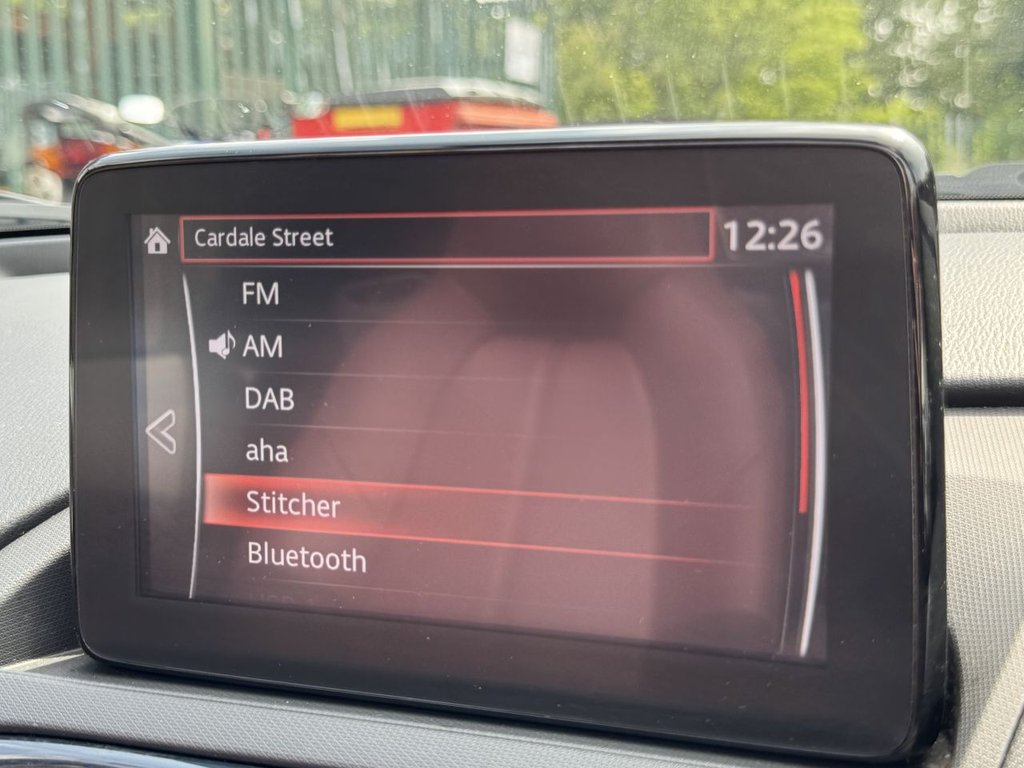 Cardale Street
12:26
FM
AM
DAB
aha
Stitcher
Bluetooth